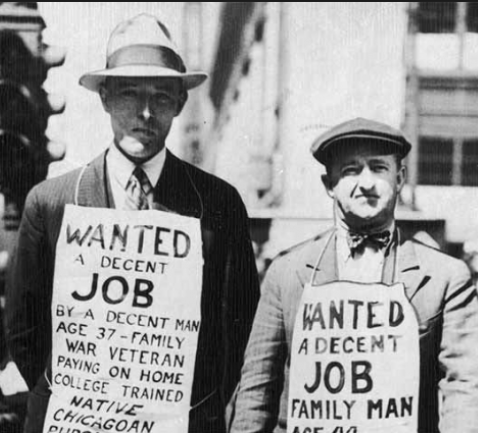 WANTED
A DECENT
JOB
BY A DECENT MAN
AGE 37-FAMILY
WAR VETERAN
PAYING ON HOME
COLLEGE TRAINED
NATIVE
CHICAGOAN
WANTED
A DECENT
JOB
FAMILY MAN
AGE